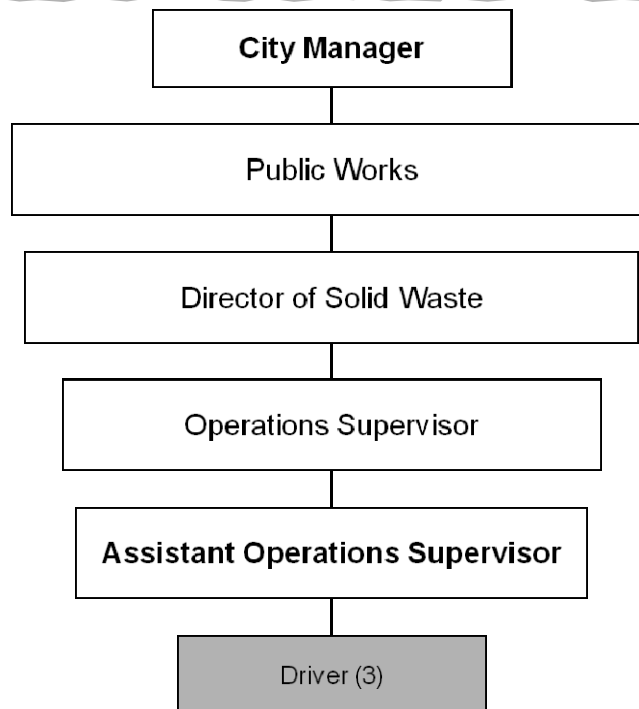 City Manager
Public Works
Director of Solid Waste
Operations Supervisor
Assistant Operations Supervisor
Driver (3)